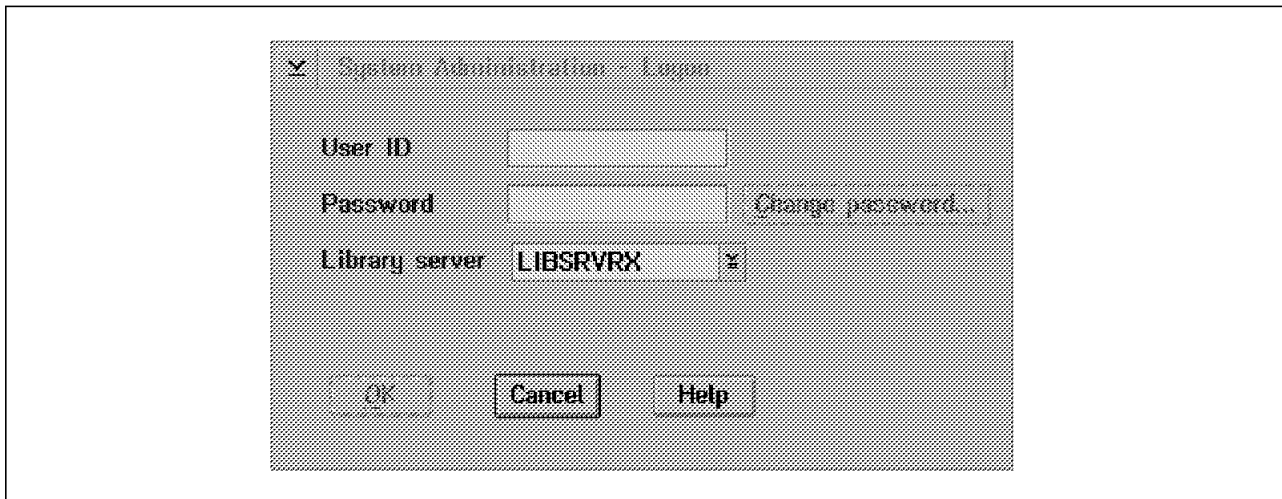 System Administration - Logon
User ID
Password Change password...
Library server LIBSRVRX
OK Cancel Help